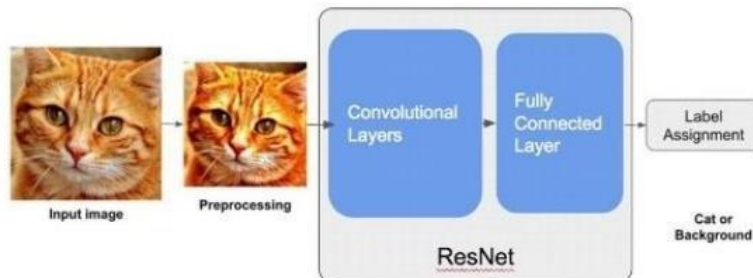 Convolutional
Layers
Fully
Connected
Layer
Label
Assignment
Input image
Preprocessing
Cat or
Background
ResNet